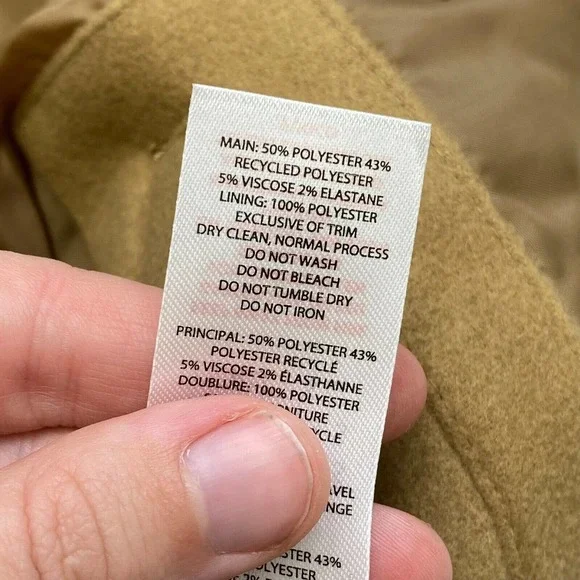 MAIN: 50% POLYESTER 43%
RECYCLED POLYESTER
5% VISCOSE 2% ELASTANE
LINING: 100% POLYESTER
EXCLUSIVE OF TRIM
DRY CLEAN, NORMAL PROCESS
DO NOT WASH
DO NOT BLEACH
DO NOT TUMBLE DRY
DO NOT IRON
PRINCIPAL: 50% POLYESTER 43%
POLYESTER RECYCLÉ
5% VISCOSE 2% ÉLASTHANNE
DOUBLURE: 100% POLYESTER
43%